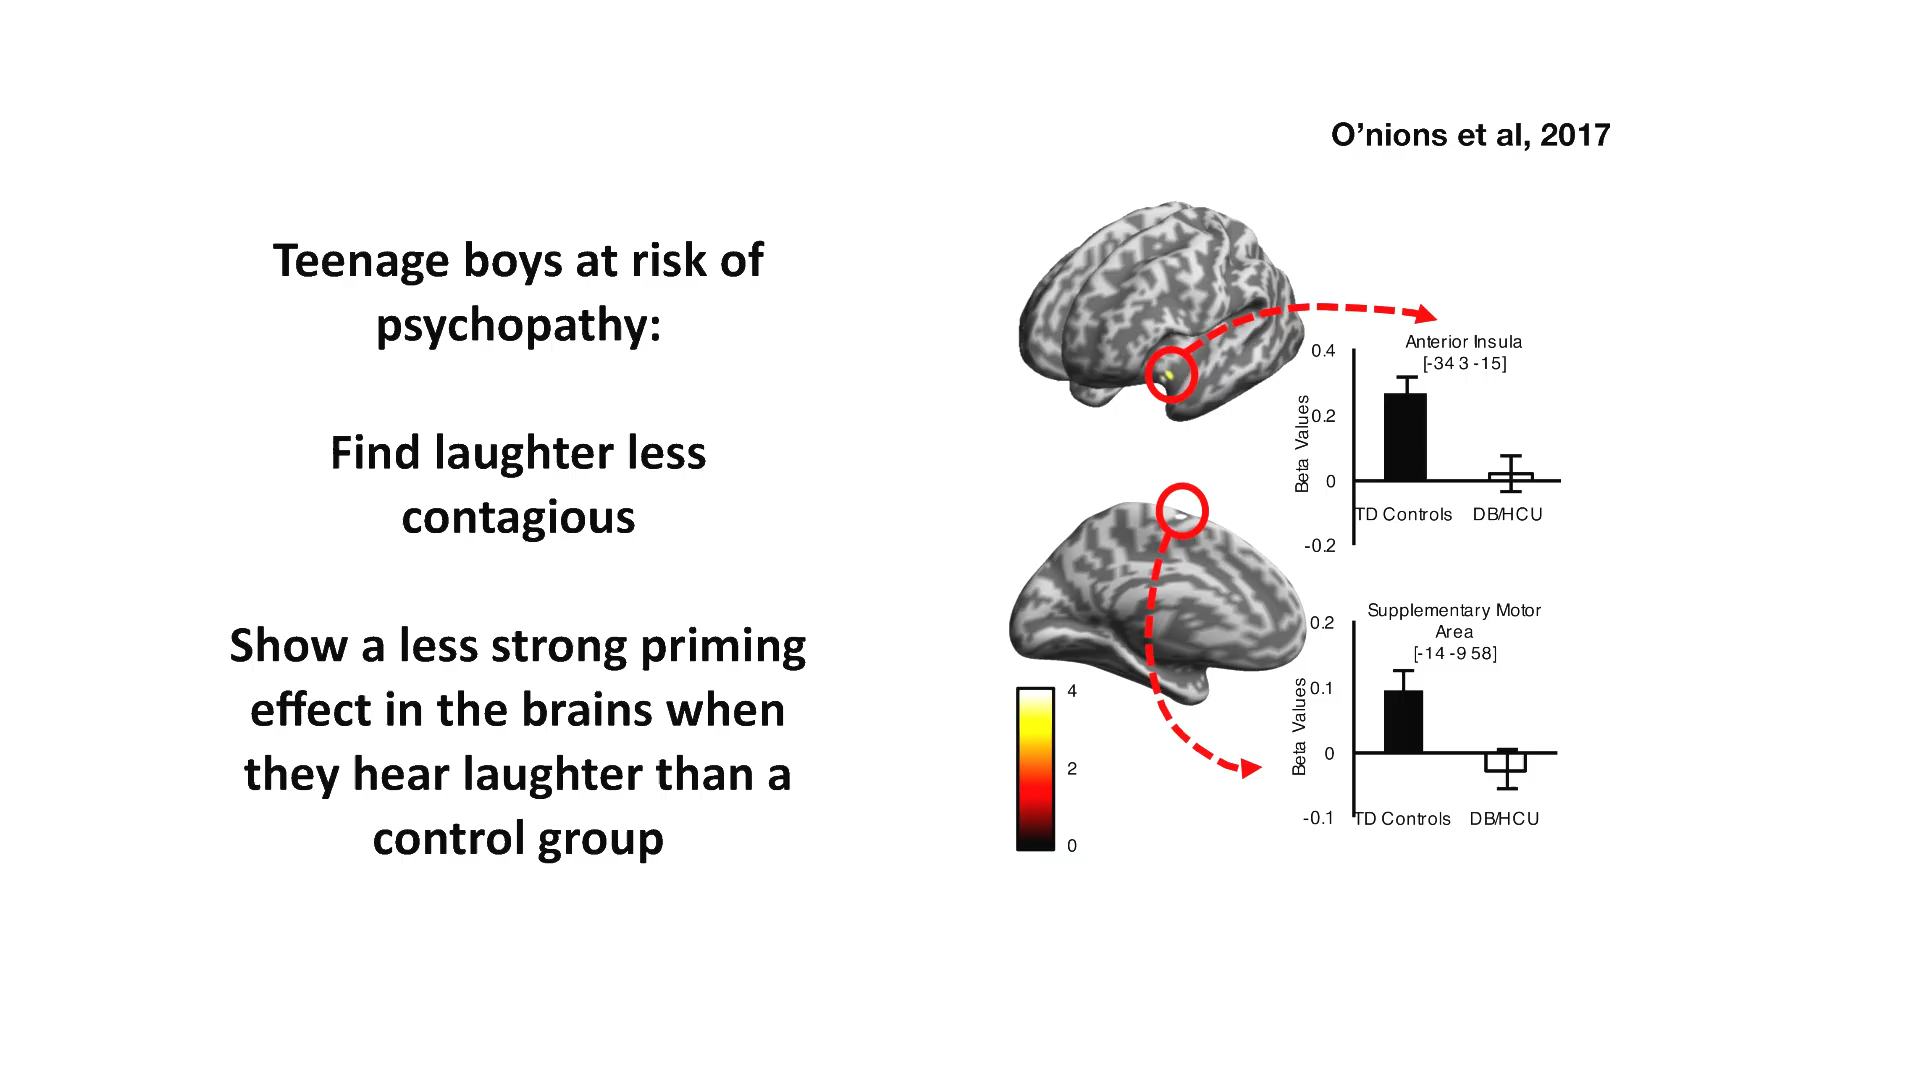 O’nions et al, 2017
Teenage boys at risk of
psychopathy:
Find laughter less
contagious
Show a less strong priming
effect in the brains when
they hear laughter than a
control group
Anterior Insula
[-34 3 -15]
0.4
0.2
0
-0.2
Beta Values
TD Controls DB/HCU
Supplementary Motor
Area
[-14 -9 58]
0.2
0.1
0
-0.1
Beta Values
TD Controls DB/HCU
4
2
0